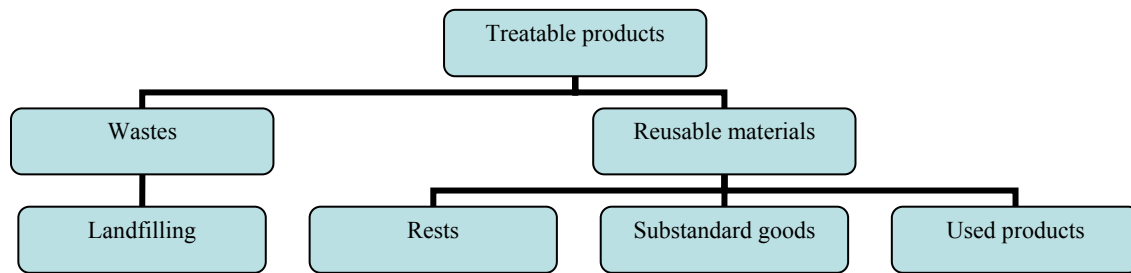 Treatable products
Wastes
Reusable materials
Landfilling
Rests
Substandard goods
Used products